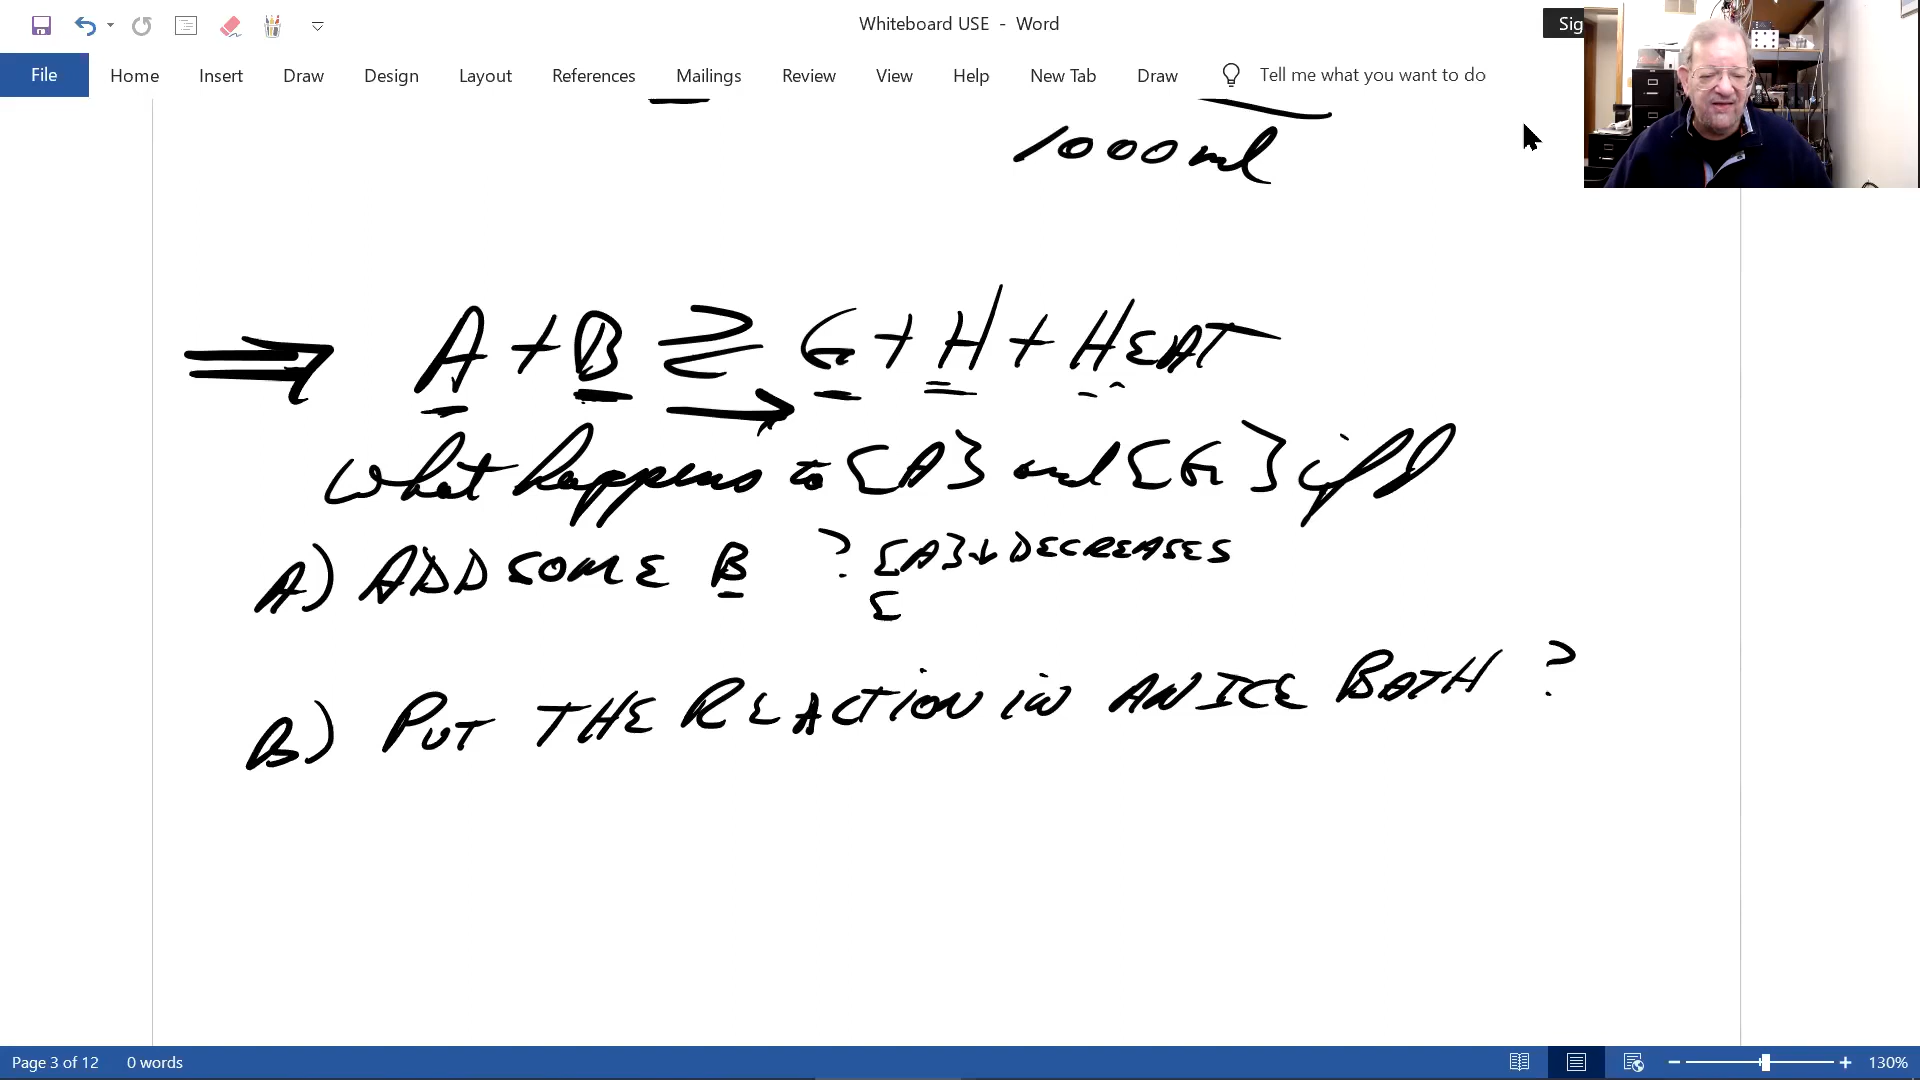 Whiteboard USE - Word
Sig
File Home Insert Draw Design Layout References Mailings Review View Help New Tab Draw Tell me what you want to do
1000 ml
⇒ A + B ⇄ G + H + HEAT
→
What happens to [A] and [G] if I
A) ADD SOME B ? [A]↓ DECREASES
[
B) PUT THE REACTION IN AN ICE BATH ?
Page 3 of 12 0 words 130%